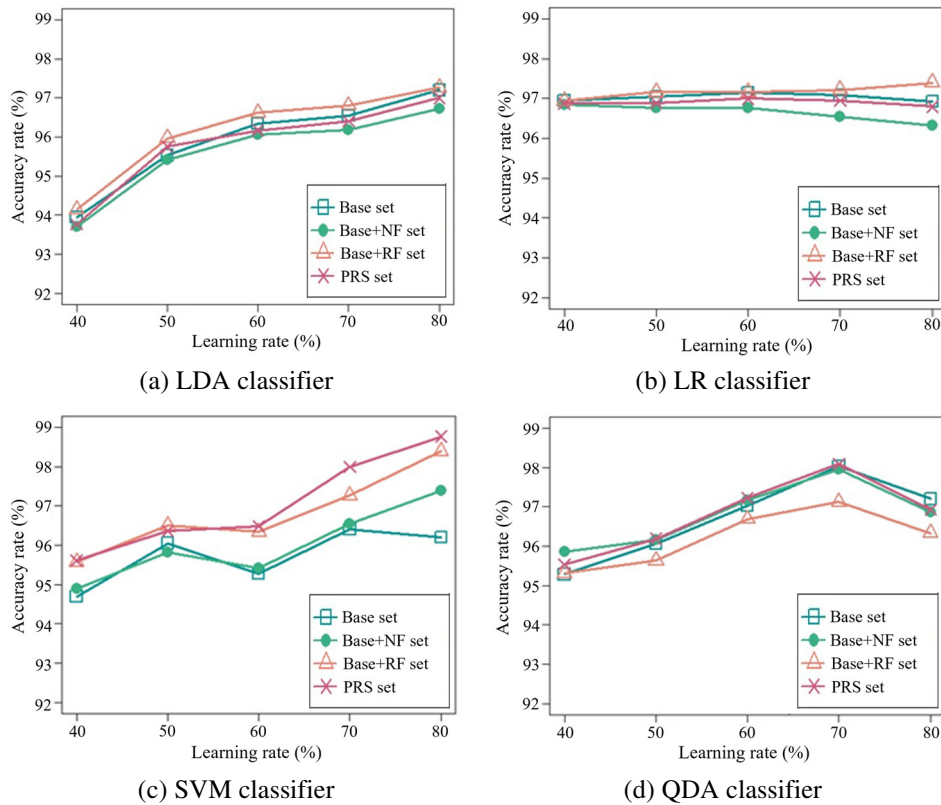 99
98
97
96
95
94
93
92
Accuracy rate (%)
Base set
Base+NF set
Base+RF set
PRS set
40 50 60 70 80
Learning rate (%)
(a) LDA classifier
99
98
97
96
95
94
93
92
Accuracy rate (%)
Base set
Base+NF set
Base+RF set
PRS set
40 50 60 70 80
Learning rate (%)
(b) LR classifier
99
98
97
96
95
94
93
92
Accuracy rate (%)
Base set
Base+NF set
Base+RF set
PRS set
40 50 60 70 80
Learning rate (%)
(c) SVM classifier
99
98
97
96
95
94
93
92
Accuracy rate (%)
Base set
Base+NF set
Base+RF set
PRS set
40 50 60 70 80
Learning rate (%)
(d) QDA classifier